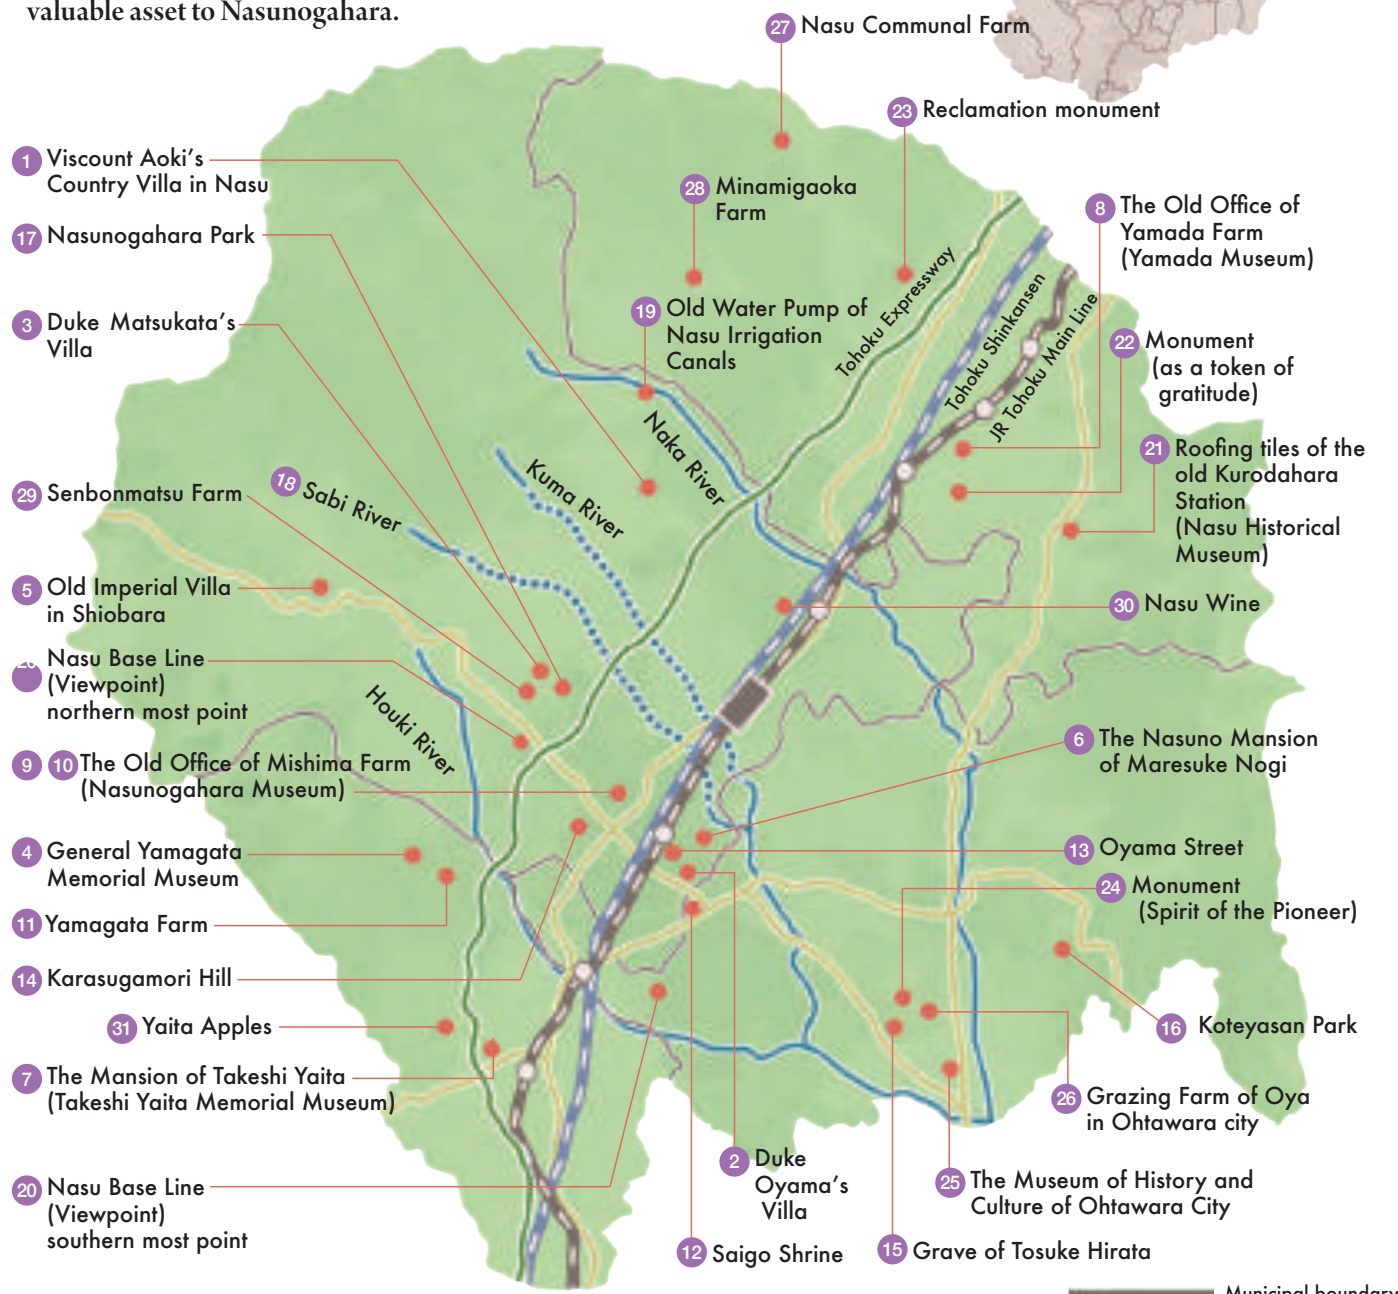 valuable asset to Nasunogahara.
27 Nasu Communal Farm
23 Reclamation monument
1 Viscount Aoki's
Country Villa in Nasu
28 Minamigaoka
Farm
8 The Old Office of
Yamada Farm
(Yamada Museum)
17 Nasunogahara Park
Tohoku Expressway
Tohoku Shinkansen
JR Tohoku Main Line
3 Duke Matsukata's
Villa
19 Old Water Pump of
Nasu Irrigation
Canals
22 Monument
(as a token of
gratitude)
Naka River
Kuma River
21 Roofing tiles of the
old Kurodahara
Station
(Nasu Historical
Museum)
18 Sabi River
29 Senbonmatsu Farm
5 Old Imperial Villa
in Shiobara
30 Nasu Wine
20 Nasu Base Line
(Viewpoint)
northern most point
Houki River
6 The Nasuno Mansion
of Maresuke Nogi
9 10 The Old Office of Mishima Farm
(Nasunogahara Museum)
4 General Yamagata
Memorial Museum
13 Oyama Street
24 Monument
(Spirit of the Pioneer)
11 Yamagata Farm
14 Karasugamori Hill
31 Yaita Apples
16 Koteyasan Park
7 The Mansion of Takeshi Yaita
(Takeshi Yaita Memorial Museum)
26 Grazing Farm of Oya
in Ohtawara city
2 Duke
Oyama's
Villa
25 The Museum of History and
Culture of Ohtawara City
20 Nasu Base Line
(Viewpoint)
southern most point
12 Saigo Shrine
15 Grave of Tosuke Hirata
Municipal boundary